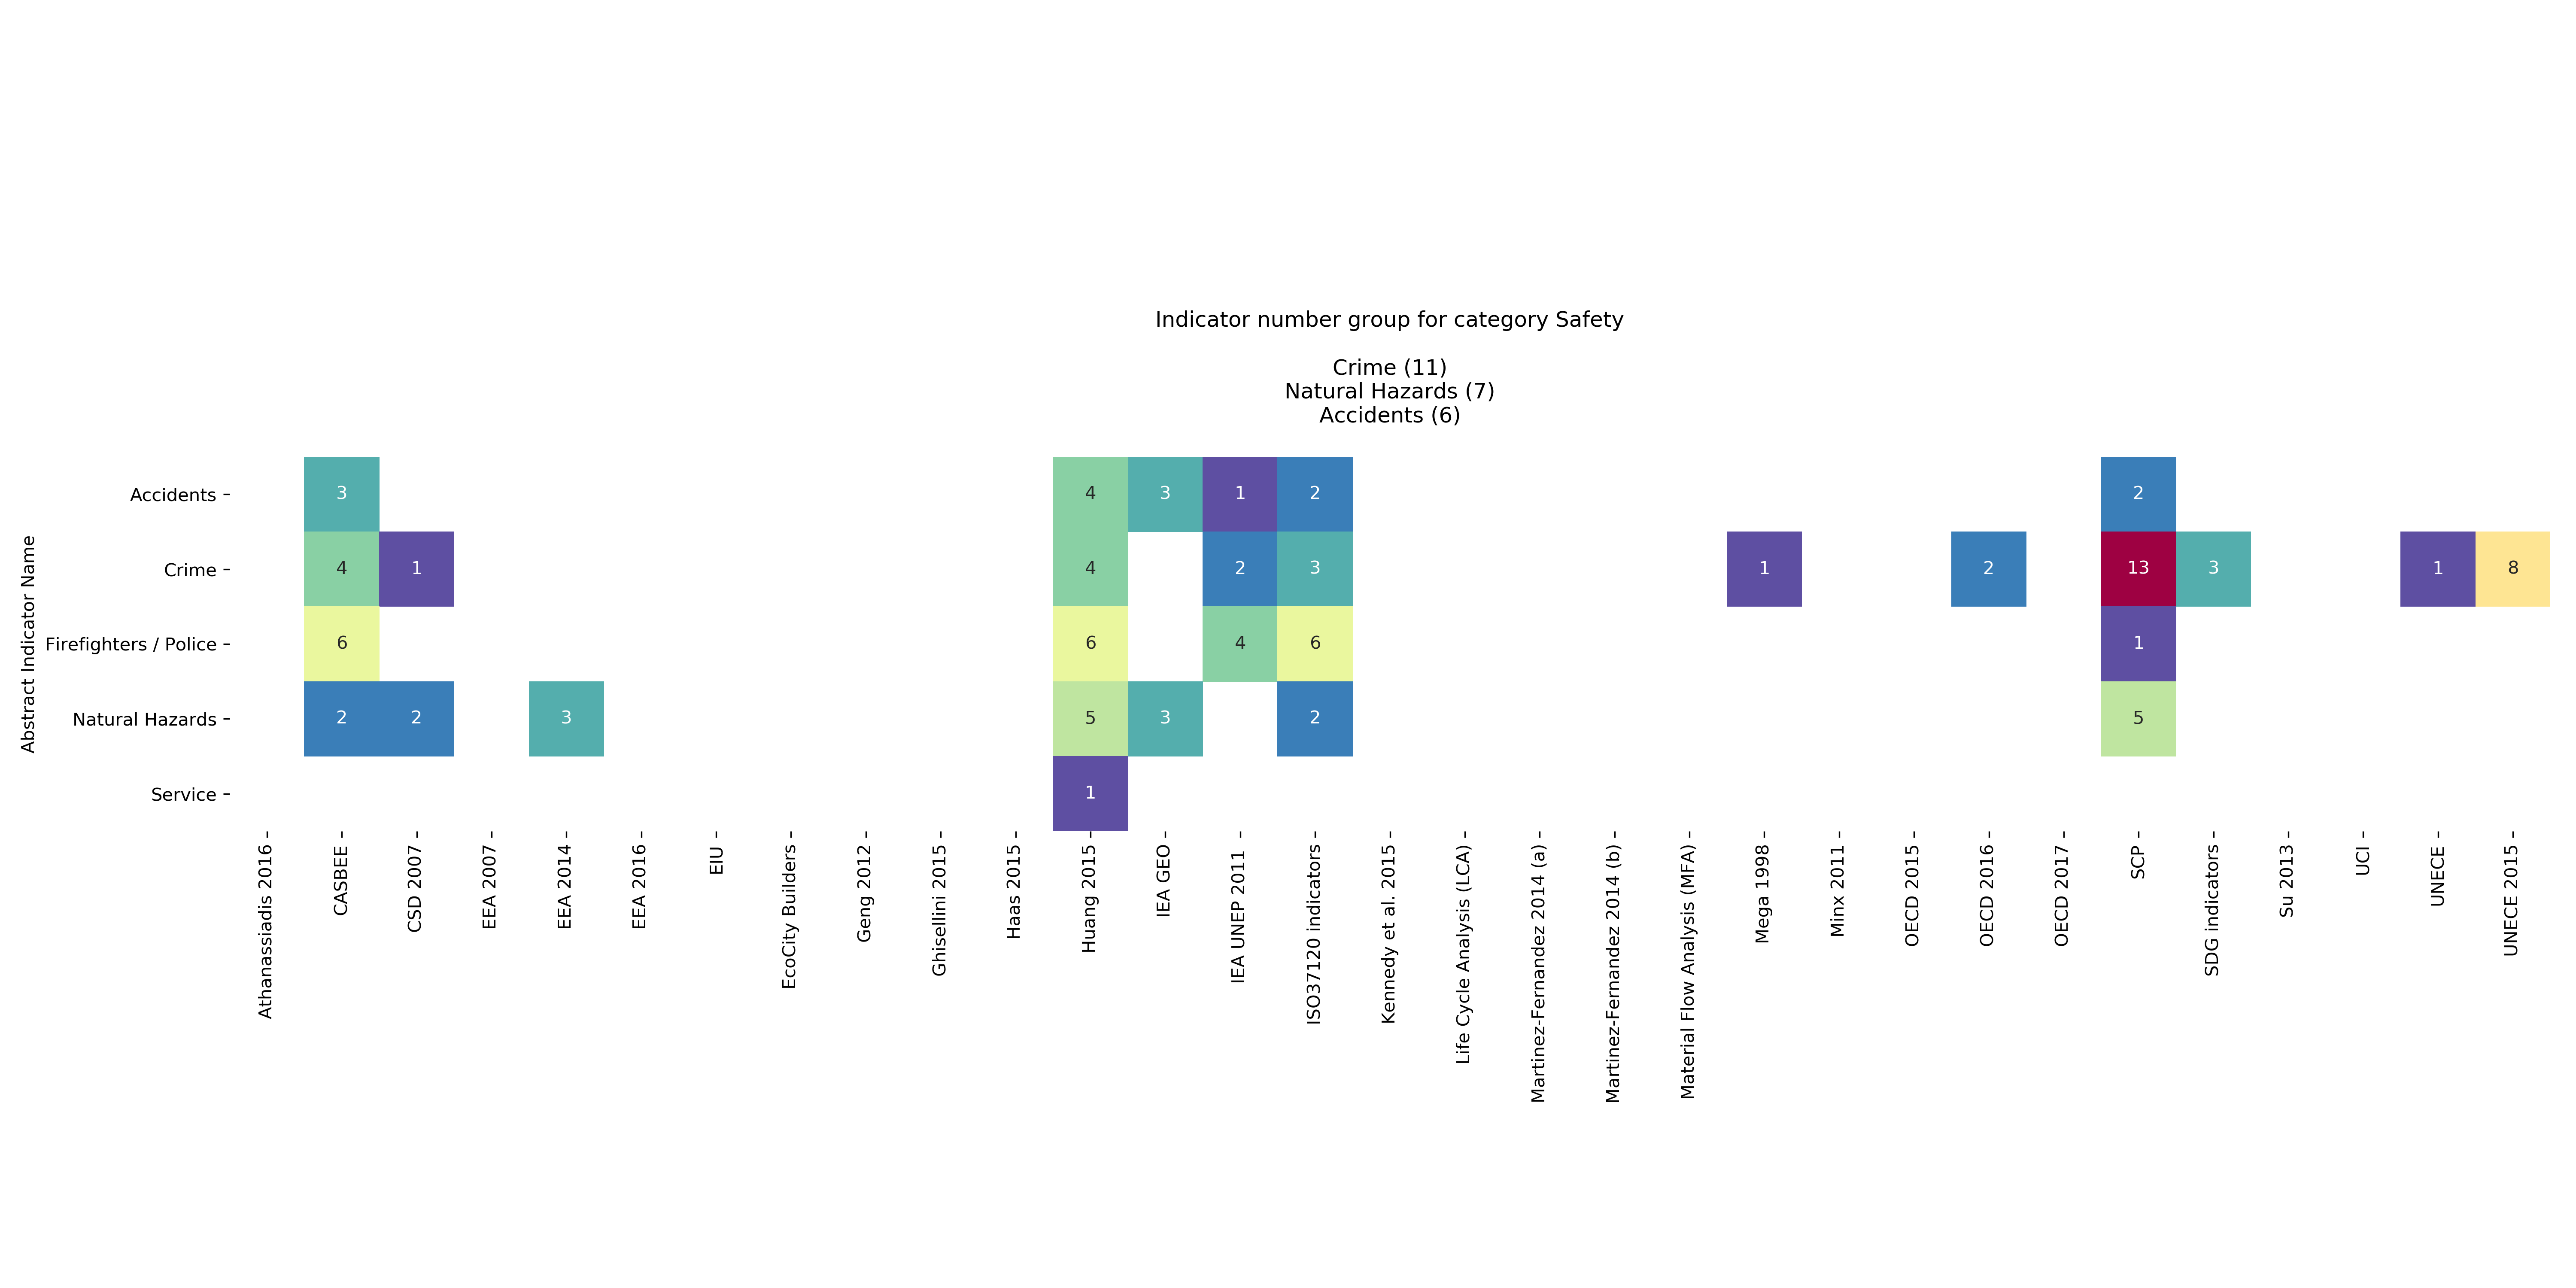 Indicator number group for category Safety
Crime (11)
Natural Hazards (7)
Accidents (6)
Abstract Indicator Name
Accidents 3 4 3 1 2 2
Crime 4 1 4 2 3 1 2 13 3 1 8
Firefighters / Police 6 6 4 6 1
Natural Hazards 2 2 3 5 3 2 5
Service 1
Athanassiadis 2016
CASBEE
CSD 2007
EEA 2007
EEA 2014
EEA 2016
EIU
EcoCity Builders
Geng 2012
Ghisellini 2015
Haas 2015
Huang 2015
IEA GEO
IEA UNEP 2011
ISO37120 indicators
Kennedy et al. 2015
Life Cycle Analysis (LCA)
Martinez-Fernandez 2014 (a)
Martinez-Fernandez 2014 (b)
Material Flow Analysis (MFA)
Mega 1998
Minx 2011
OECD 2015
OECD 2016
OECD 2017
SCP
SDG indicators
Su 2013
UCI
UNECE
UNECE 2015